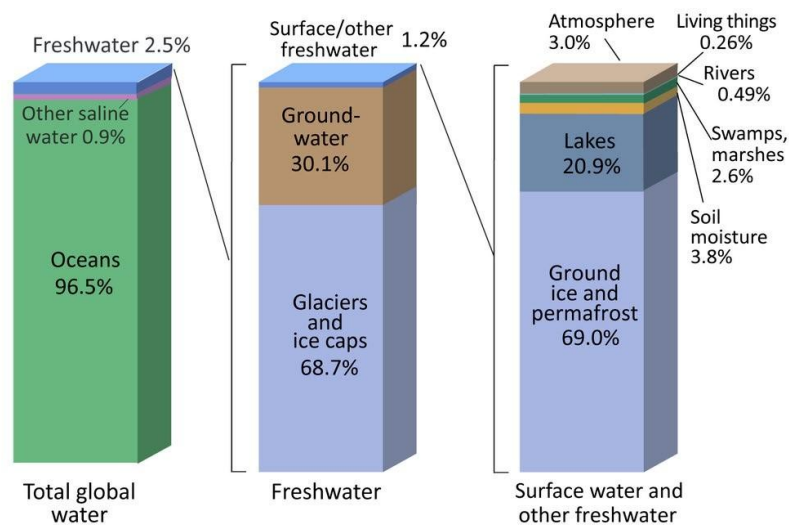 Freshwater 2.5%
Other saline
water 0.9%
Oceans
96.5%
Total global
water
Surface/other
freshwater 1.2%
Ground-
water
30.1%
Glaciers
and
ice caps
68.7%
Freshwater
Atmosphere
3.0%
Living things
0.26%
Rivers
0.49%
Swamps,
marshes
2.6%
Soil
moisture
3.8%
Lakes
20.9%
Ground
ice and
permafrost
69.0%
Surface water and
other freshwater